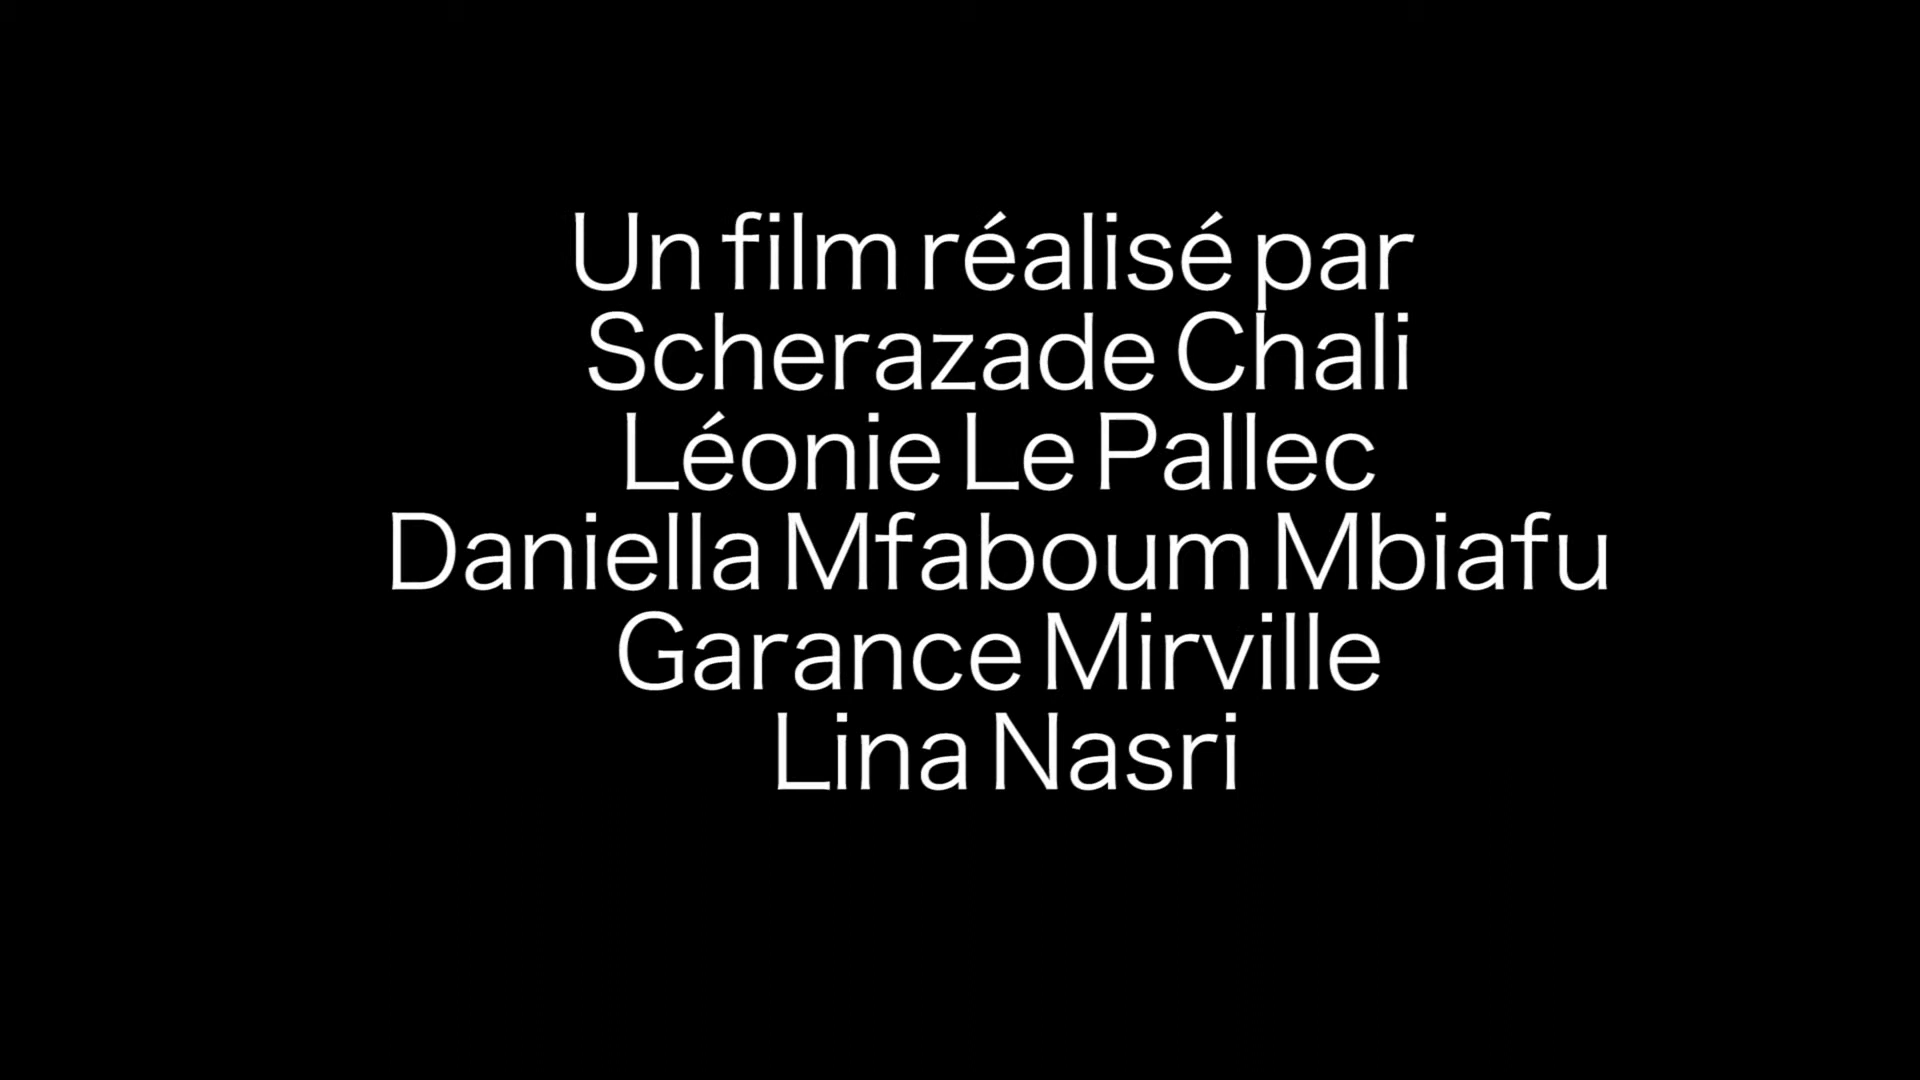 Un film réalisé par
Scherazade Chali
Léonie Le Pallec
Daniella Mfaboum Mbiafu
Garance Mirville
Lina Nasri